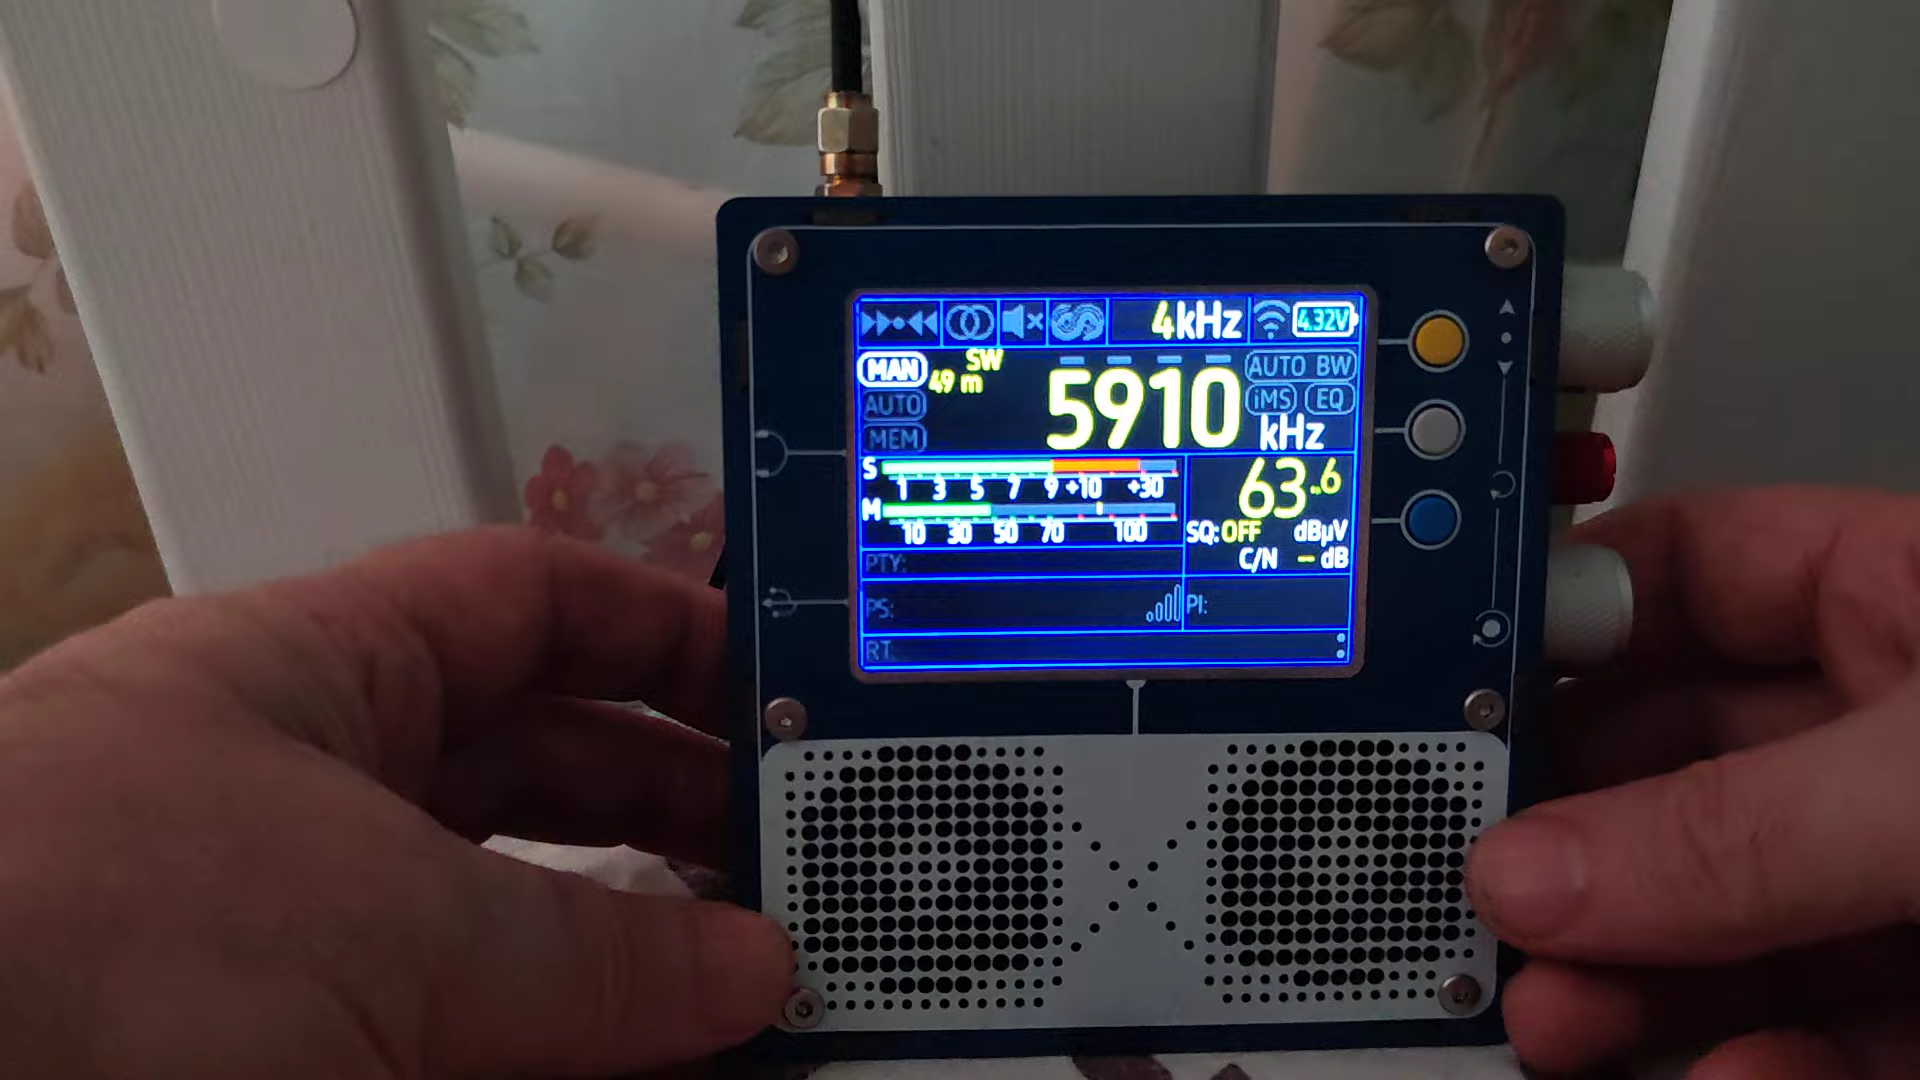 4kHz 4.32V
MAN SW AUTO BW
49 m 5910 iMS EQ
AUTO kHz
MEM
S 63.6
1 3 5 7 9 +10 +30
M SQ:OFF dBµV
10 30 50 70 100
PTY: C/N - dB
PS: PI:
RT: